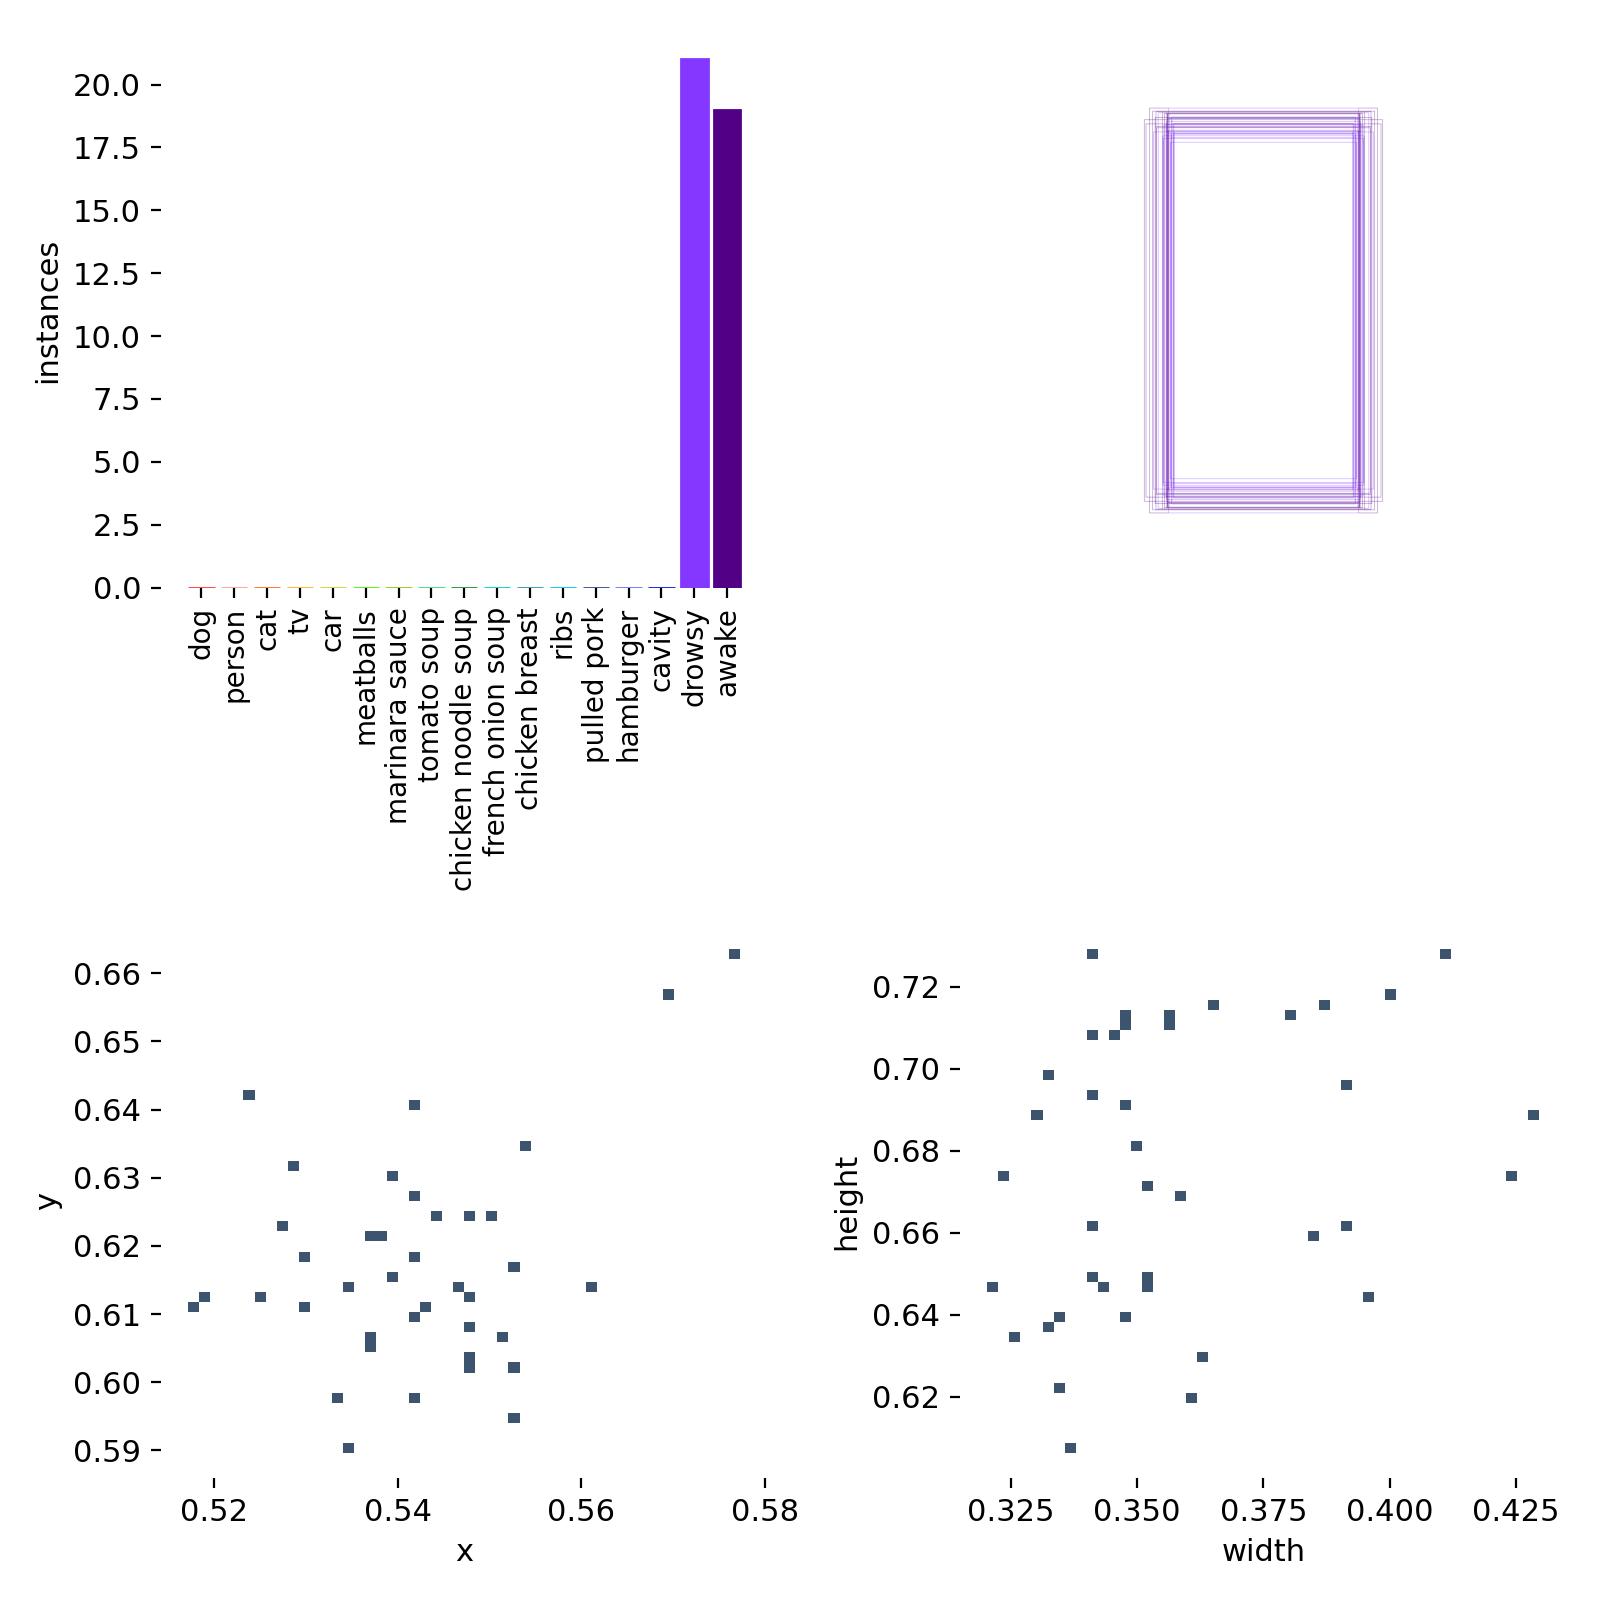 20.0
17.5
15.0
12.5
10.0
7.5
5.0
2.5
0.0
instances
dog
person
cat
tv
car
meatballs
marinara sauce
tomato soup
chicken noodle soup
french onion soup
chicken breast
ribs
pulled pork
hamburger
cavity
drowsy
awake
0.66
0.65
0.64
0.63
0.62
0.61
0.60
0.59
y
0.52 0.54 0.56 0.58
x
0.72
0.70
0.68
0.66
0.64
0.62
height
0.325 0.350 0.375 0.400 0.425
width